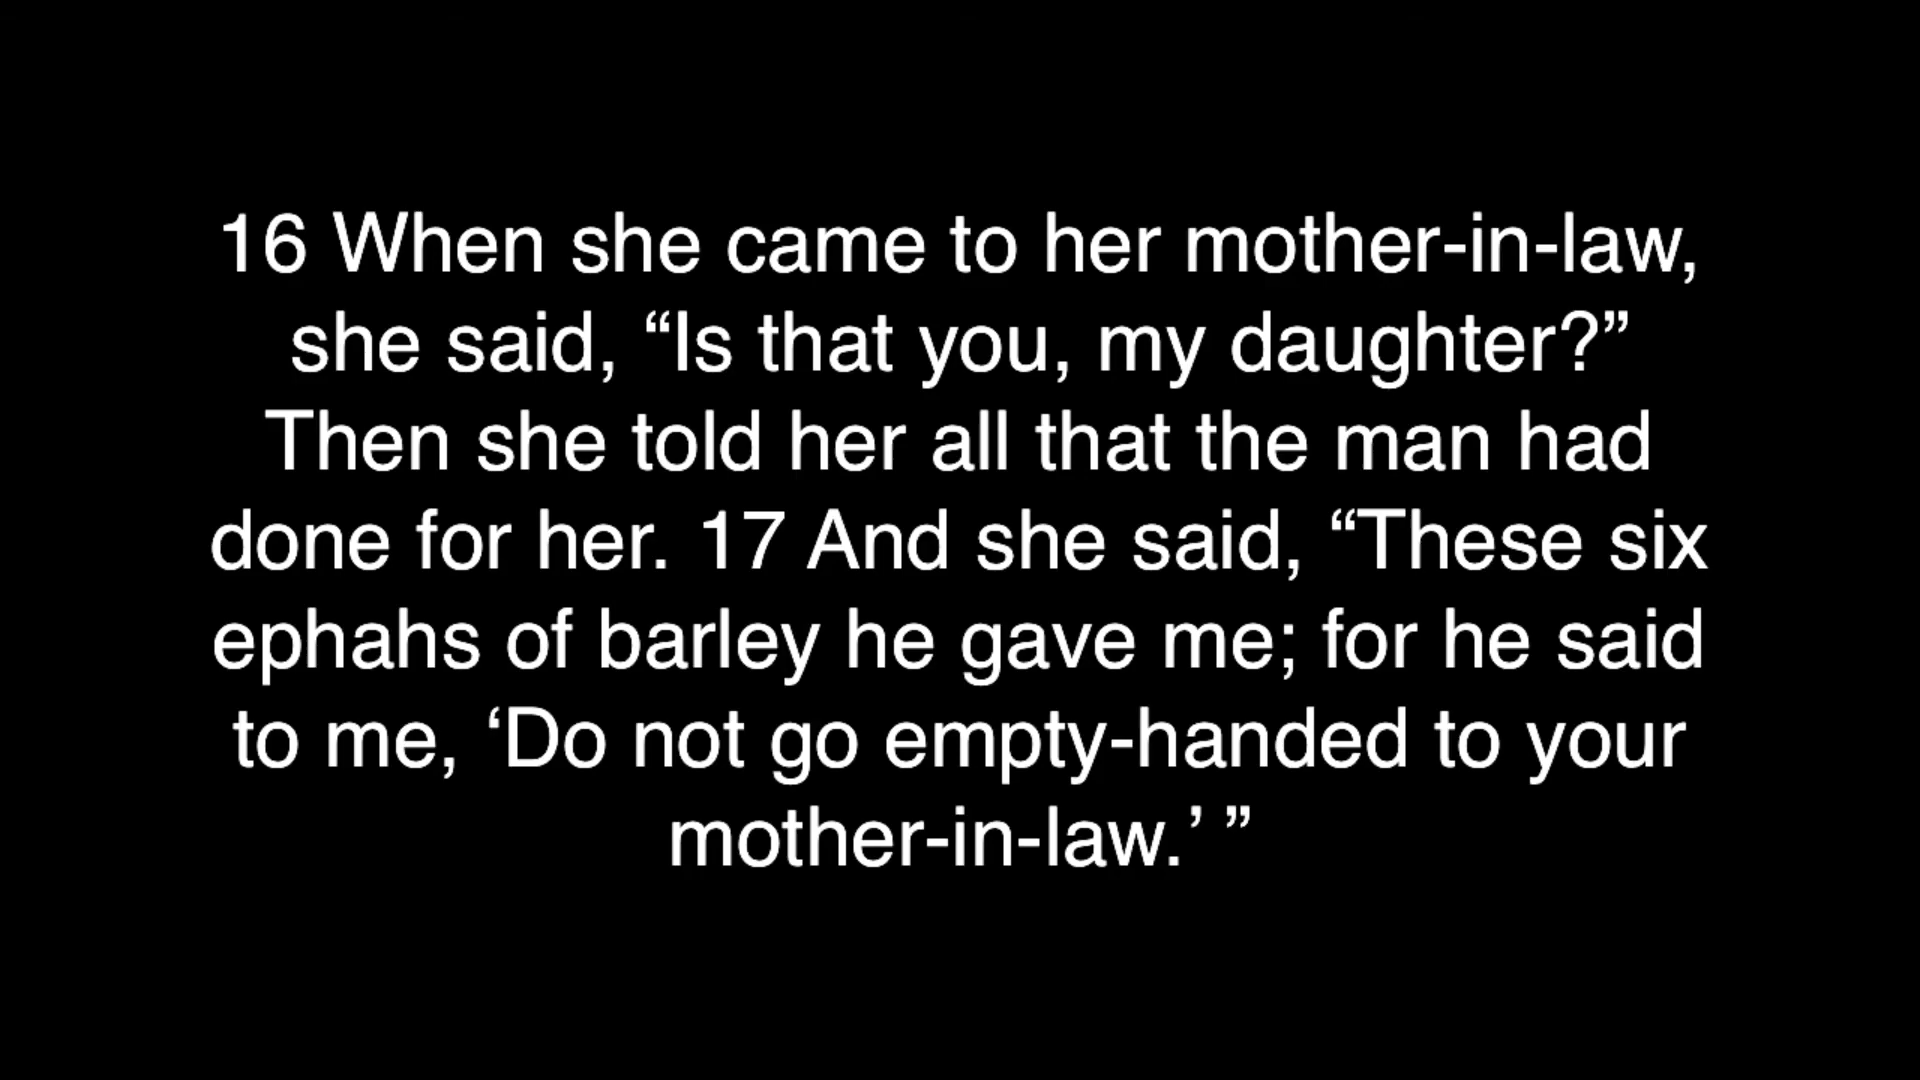 16 When she came to her mother-in-law,
she said, “Is that you, my daughter?”
Then she told her all that the man had
done for her. 17 And she said, “These six
ephahs of barley he gave me; for he said
to me, ‘Do not go empty-handed to your
mother-in-law.’ ”